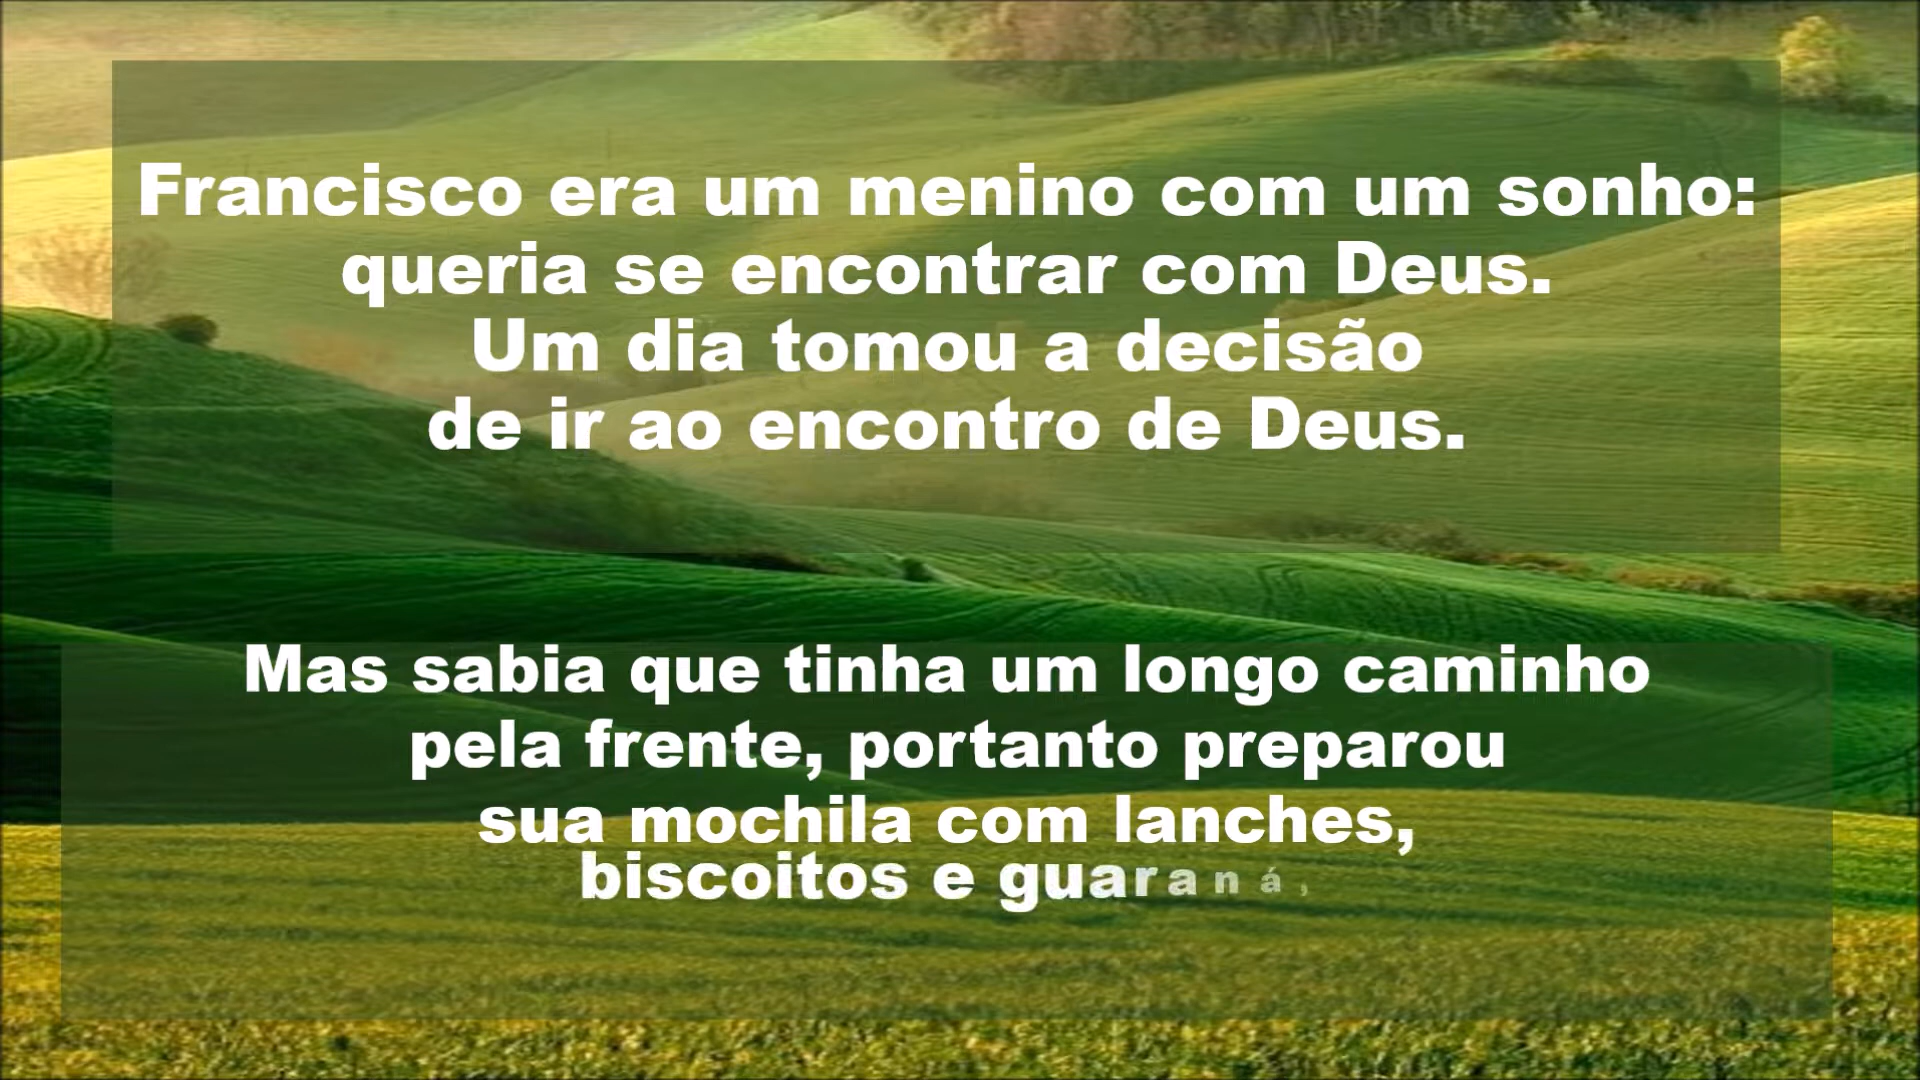 Francisco era um menino com um sonho:
queria se encontrar com Deus.
Um dia tomou a decisão
de ir ao encontro de Deus.
Mas sabia que tinha um longo caminho
pela frente, portanto preparou
sua mochila com lanches,
biscoitos e guaraná,